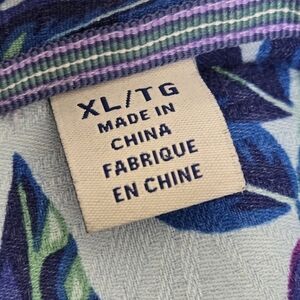 XL/TG
MADE IN
CHINA
FABRIQUE
EN CHINE